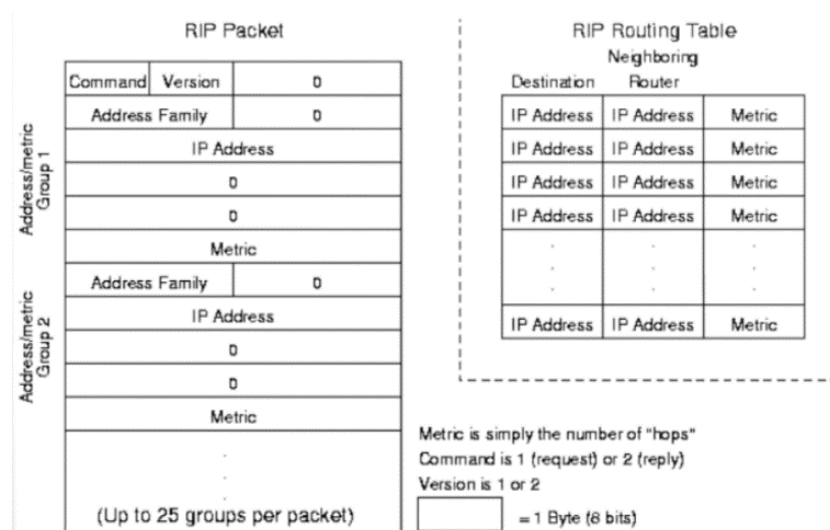 RIP Packet
Command Version 0
Address Family 0
IP Address
0
0
Metric
Address Family 0
IP Address
0
0
Metric
(Up to 25 groups per packet)
Address/metric
Group 1
Address/metric
Group 2
RIP Routing Table
Neighboring
Destination Router
IP Address IP Address Metric
IP Address IP Address Metric
IP Address IP Address Metric
IP Address IP Address Metric
IP Address IP Address Metric
Metric is simply the number of "hops"
Command is 1 (request) or 2 (reply)
Version is 1 or 2
= 1 Byte (8 bits)